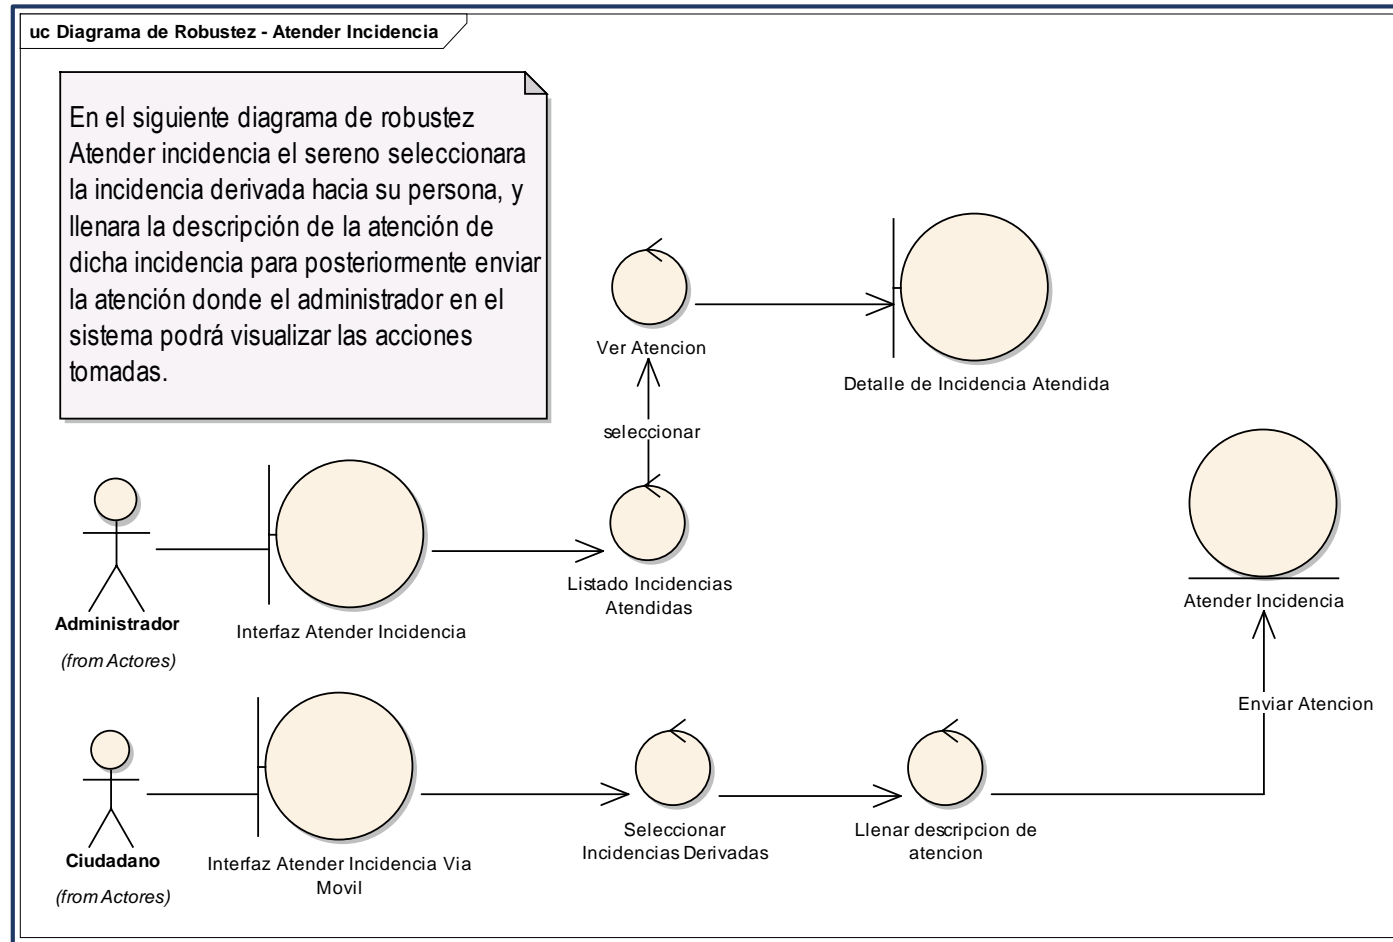 uc Diagrama de Robustez - Atender Incidencia
En el siguiente diagrama de robustez
Atender incidencia el sereno seleccionara
la incidencia derivada hacia su persona, y
llenara la descripción de la atención de
dicha incidencia para posteriormente enviar
la atención donde el administrador en el
sistema podrá visualizar las acciones
tomadas.
Ver Atencion
Detalle de Incidencia Atendida
seleccionar
Administrador
(from Actores)
Interfaz Atender Incidencia
Listado Incidencias
Atendidas
Atender Incidencia
Enviar Atencion
Ciudadano
(from Actores)
Interfaz Atender Incidencia Via
Movil
Seleccionar
Incidencias Derivadas
Llenar descripcion de
atencion